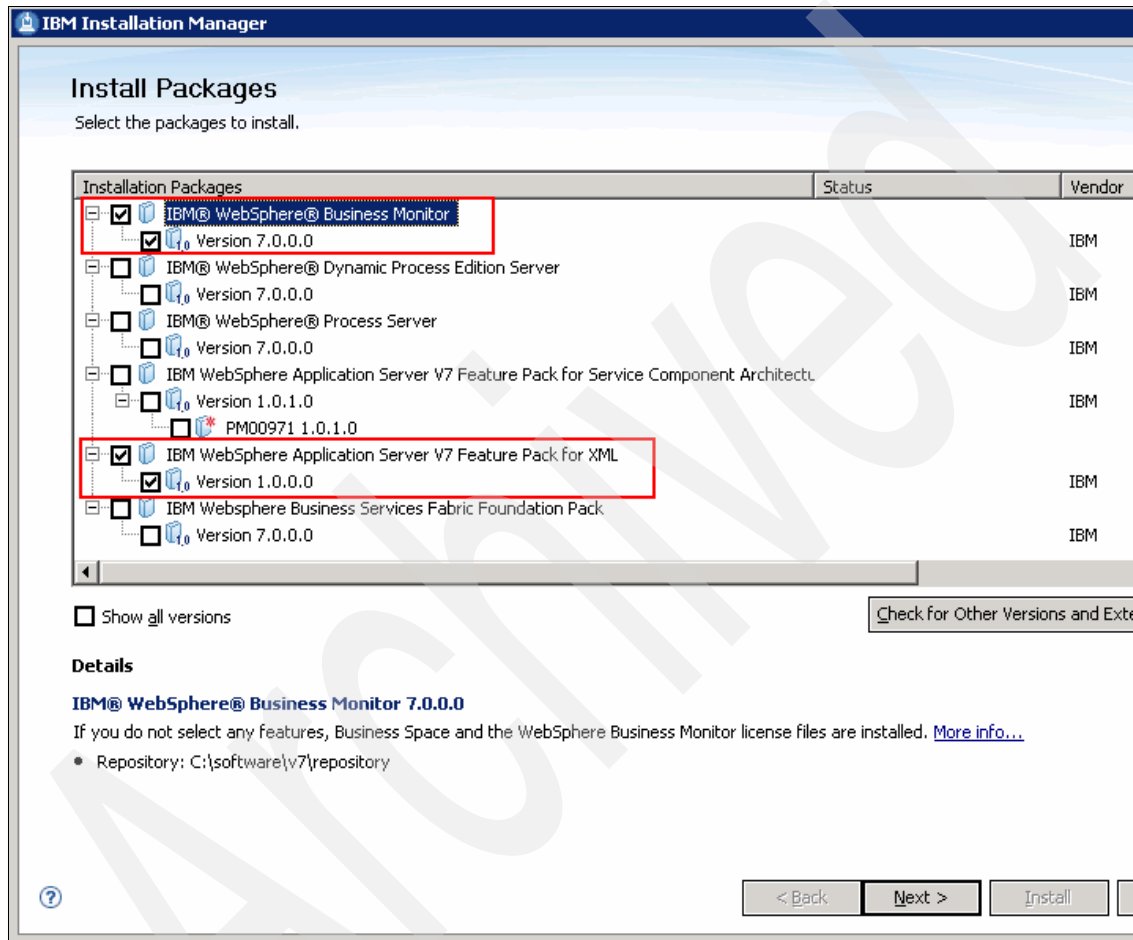 IBM Installation Manager
Install Packages
Select the packages to install.
Installation Packages Status Vendor
IBM® WebSphere® Business Monitor
Version 7.0.0.0 IBM
IBM® WebSphere® Dynamic Process Edition Server
Version 7.0.0.0 IBM
IBM® WebSphere® Process Server
Version 7.0.0.0 IBM
IBM WebSphere Application Server V7 Feature Pack for Service Component Architectu
Version 1.0.1.0 IBM
PM00971 1.0.1.0
IBM WebSphere Application Server V7 Feature Pack for XML
Version 1.0.0.0 IBM
IBM Websphere Business Services Fabric Foundation Pack
Version 7.0.0.0 IBM
Show all versions Check for Other Versions and Exte
Details
IBM® WebSphere® Business Monitor 7.0.0.0
If you do not select any features, Business Space and the WebSphere Business Monitor license files are installed. More info...
• Repository: C:\software\v7\repository
? < Back Next > Install
Archived